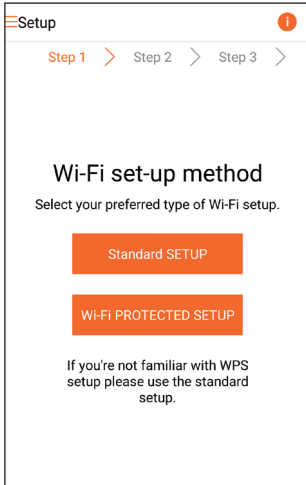 Setup
Step 1 Step 2 Step 3
Wi-Fi set-up method
Select your preferred type of Wi-Fi setup.
Standard SETUP
Wi-Fi PROTECTED SETUP
If you're not familiar with WPS
setup please use the standard
setup.